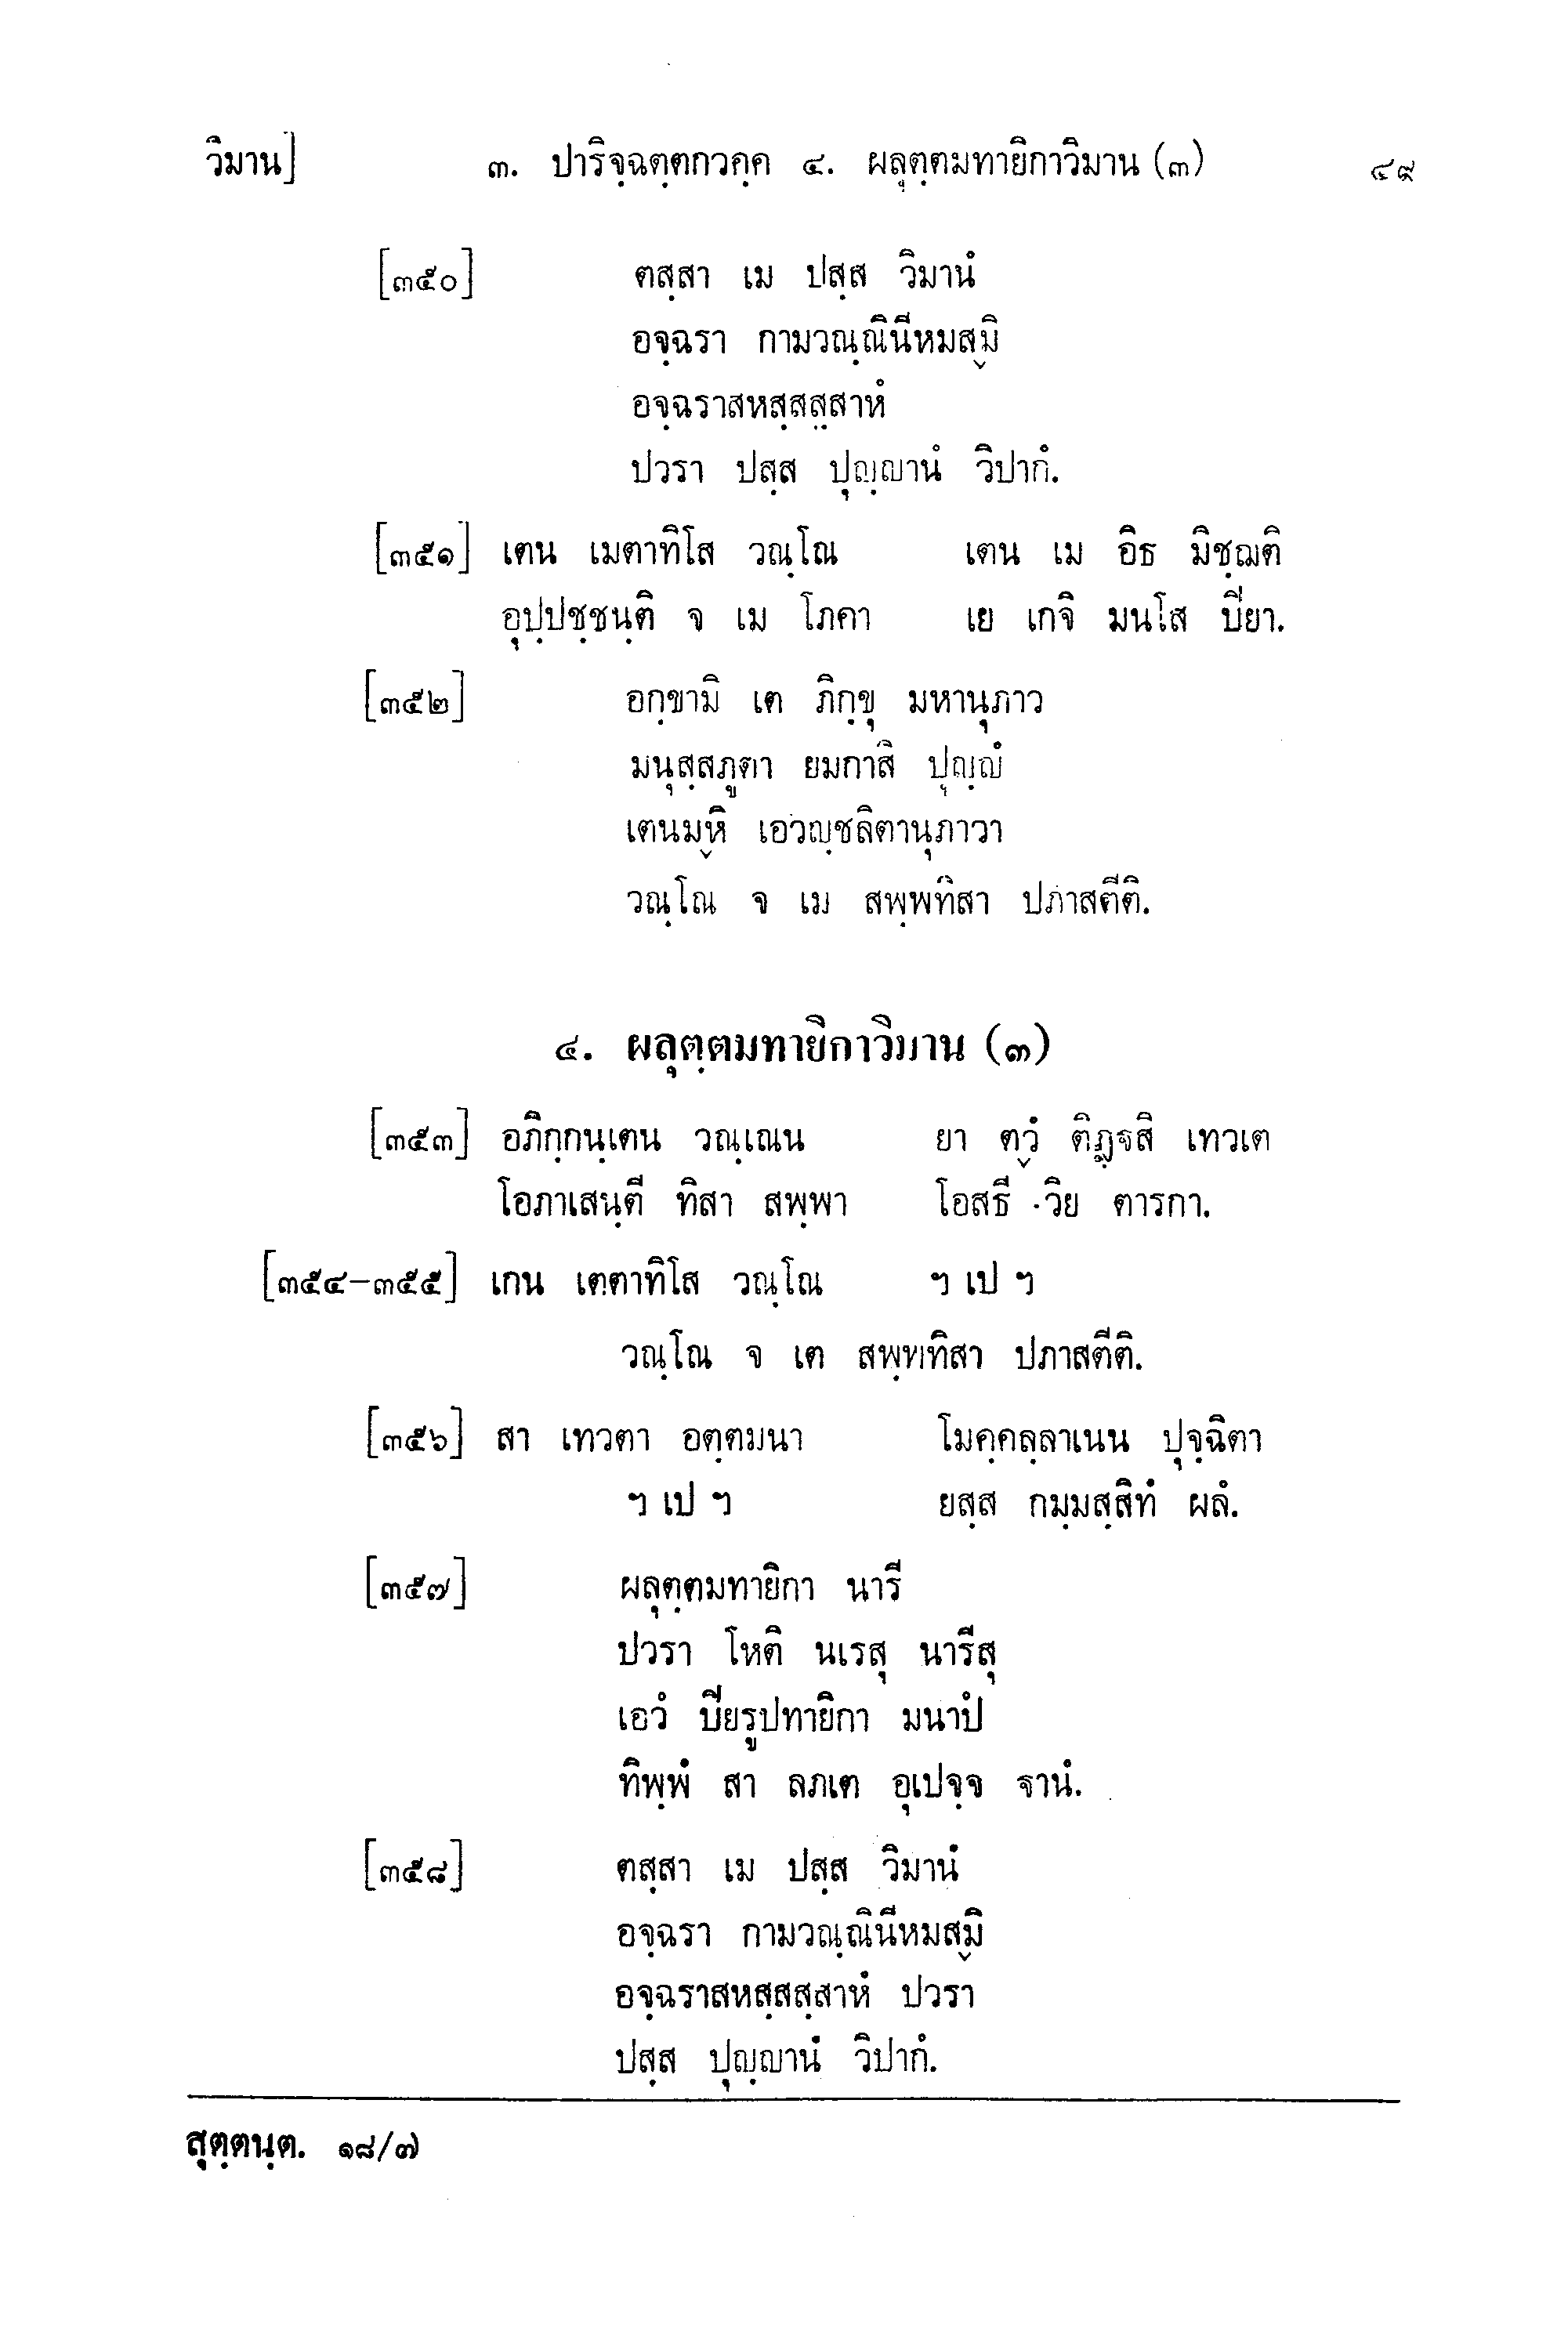 วิมาน] ๓. ปาริจฺฉตฺตกวคฺค ๔. ผลุตฺตมทายิกาวิมาน (๓) ๔๙
[๓๕๐] ตสฺสา เม ปสฺส วิมานํ
อจฺฉรา กามวณฺณินีหมสฺมิ
อจฺฉราสหสฺสสฺสาหํ
ปวรา ปสฺส ปุญฺญานํ วิปากํ.
[๓๕๑] เตน เมตาทิโส วณฺโณ เตน เม อิธ มิชฺฌติ
อุปฺปชฺชนฺติ จ เม โภคา เย เกจิ มนโส ปิยา.
[๓๕๒] อกฺขามิ เต ภิกฺขุ มหานุภาว
มนุสฺสภูตา ยมกาสิ ปุญฺญํ
เตนมฺหิ เอวญฺชลิตานุภาวา
วณฺโณ จ เม สพฺพทิสา ปภาสตีติ.
๔. ผลุตฺตมทายิกาวิมาน (๓)
[๓๕๓] อภิกฺกนฺเตน วณฺเณน ยา ตฺวํ ติฏฺฐสิ เทวเต
โอภาเสนฺตี ทิสา สพฺพา โอสธี วิย ตารกา.
[๓๕๔-๓๕๕] เกน เตตาทิโส วณฺโณ ฯ เป ฯ
วณฺโณ จ เต สพฺพทิสา ปภาสตีติ.
[๓๕๖] สา เทวตา อตฺตมนา โมคฺคลฺลาเนน ปุจฺฉิตา
ฯ เป ฯ ยสฺส กมฺมสฺสิทํ ผลํ.
[๓๕๗] ผลุตฺตมทายิกา นารี
ปวรา โหติ นเรสุ นารีสุ
เอวํ ปิยรูปทายิกา มนาปํ
ทิพฺพํ สา ลภเต อุเปจฺจ ฐานํ.
[๓๕๘] ตสฺสา เม ปสฺส วิมานํ
อจฺฉรา กามวณฺณินีหมสฺมิ
อจฺฉราสหสฺสสฺสาหํ ปวรา
ปสฺส ปุญฺญานํ วิปากํ.
สุตฺตนฺต. ๑๘/๗